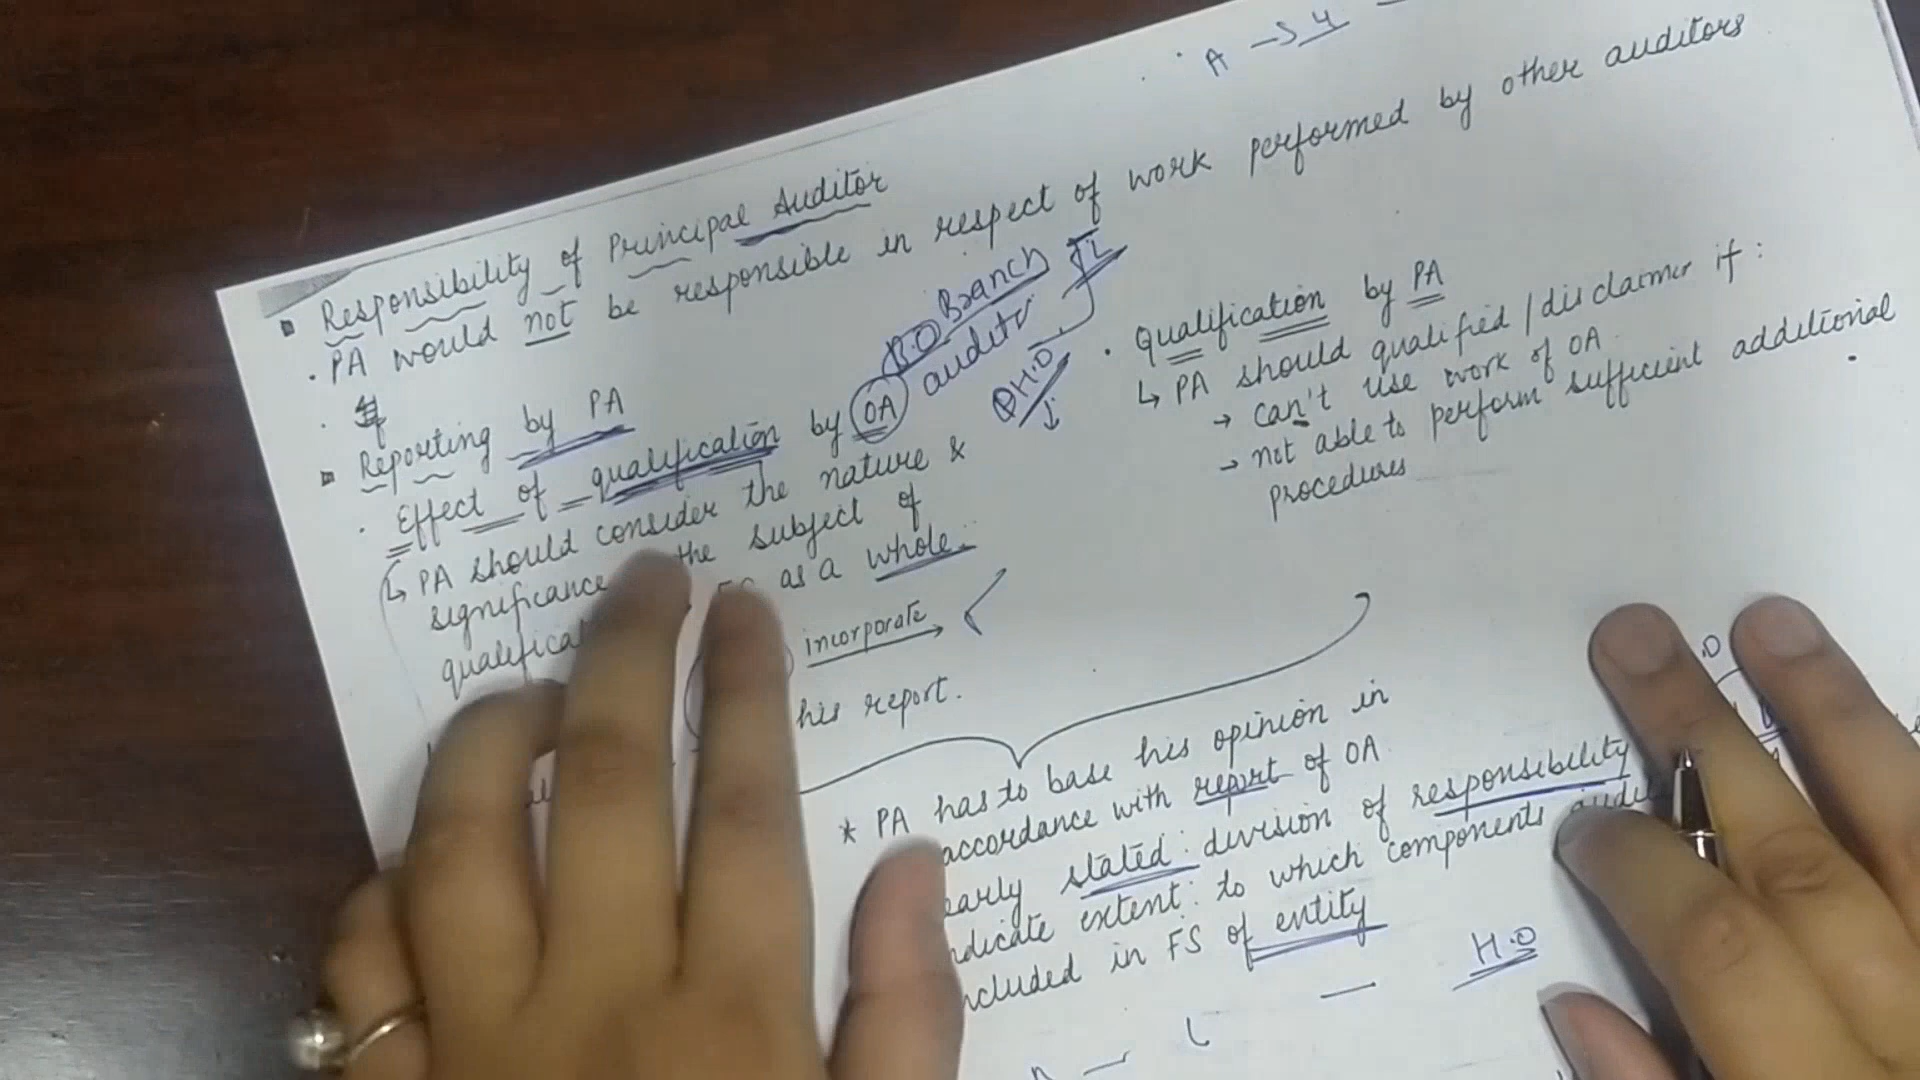 A – SY
▪ Responsibility of Principal Auditor
. PA would not be responsible in respect of work performed by other auditors
▪ Reporting by PA
. Effect of qualification by OA
B.O Branch
auditor
H.O
↳ PA should consider the nature &
significance the subject of
as a whole.
incorporate
his report.
. Qualification by PA
↳ PA should qualified / disclaimer if :
→ can't use work of OA
→ not able to perform sufficient additional
procedures
* PA has to base his opinion in
accordance with report of OA
stated : division of responsibility
extent : to which components
in FS of entity
H.O